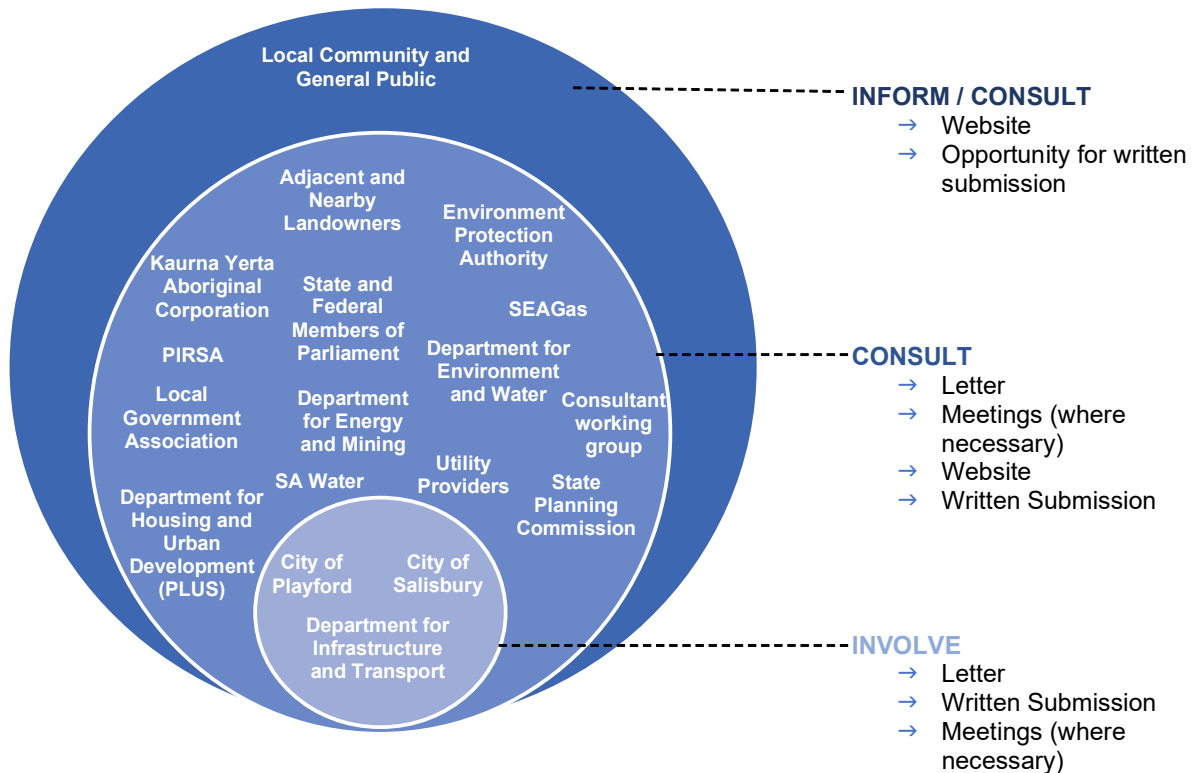 Local Community and
General Public
Adjacent and
Nearby
Landowners
Environment
Protection
Authority
Kaurna Yerta
Aboriginal
Corporation
State and
Federal
Members of
Parliament
SEAGas
PIRSA
Department for
Environment
and Water
Local
Government
Association
Department
for Energy
and Mining
Consultant
working
group
SA Water
Utility
Providers
State
Planning
Commission
Department for
Housing and
Urban
Development
(PLUS)
City of
Playford
City of
Salisbury
Department for
Infrastructure
and Transport
INFORM / CONSULT
→ Website
→ Opportunity for written
submission
CONSULT
→ Letter
→ Meetings (where
necessary)
→ Website
→ Written Submission
INVOLVE
→ Letter
→ Written Submission
→ Meetings (where
necessary)